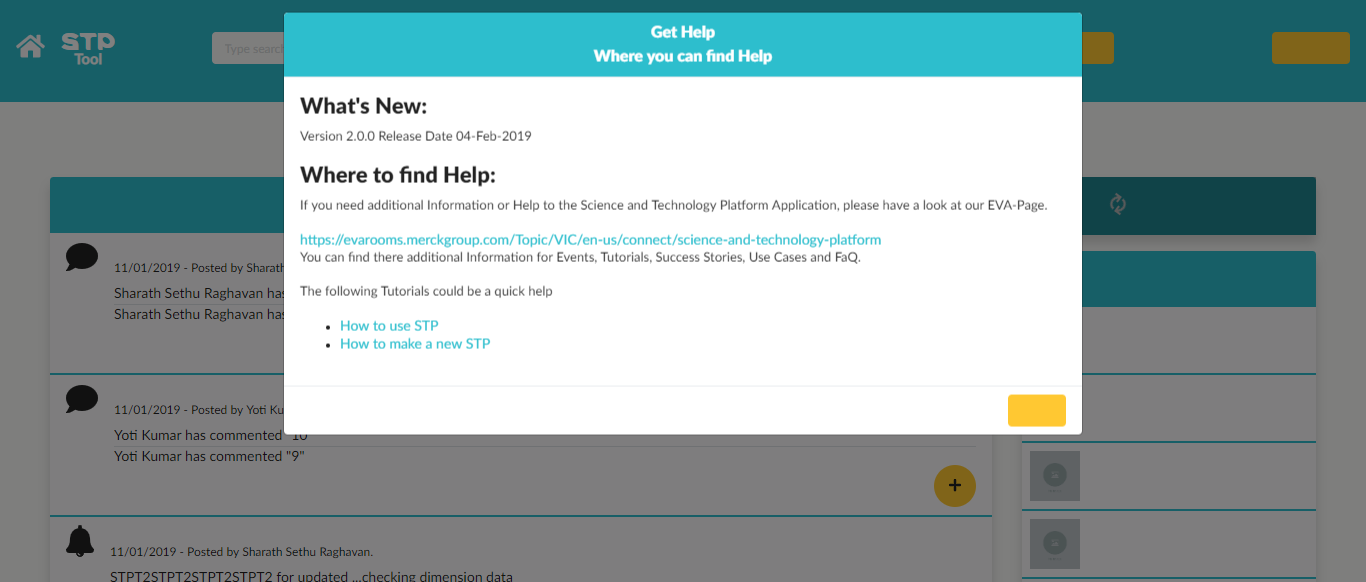 STP
Tool
Type search
Get Help
Where you can find Help
What's New:
Version 2.0.0 Release Date 04-Feb-2019
Where to find Help:
If you need additional Information or Help to the Science and Technology Platform Application, please have a look at our EVA-Page.
https://evarooms.merckgroup.com/Topic/VIC/en-us/connect/science-and-technology-platform
You can find there additional Information for Events, Tutorials, Success Stories, Use Cases and FaQ.
The following Tutorials could be a quick help
• How to use STP
• How to make a new STP
11/01/2019 - Posted by Sharath
Sharath Sethu Raghavan has
Sharath Sethu Raghavan has
11/01/2019 - Posted by Yoti Ku
Yoti Kumar has commented "10"
Yoti Kumar has commented "9"
+
11/01/2019 - Posted by Sharath Sethu Raghavan.
STPT2STPT2STPT2STPT2 for updated ...checking dimension data